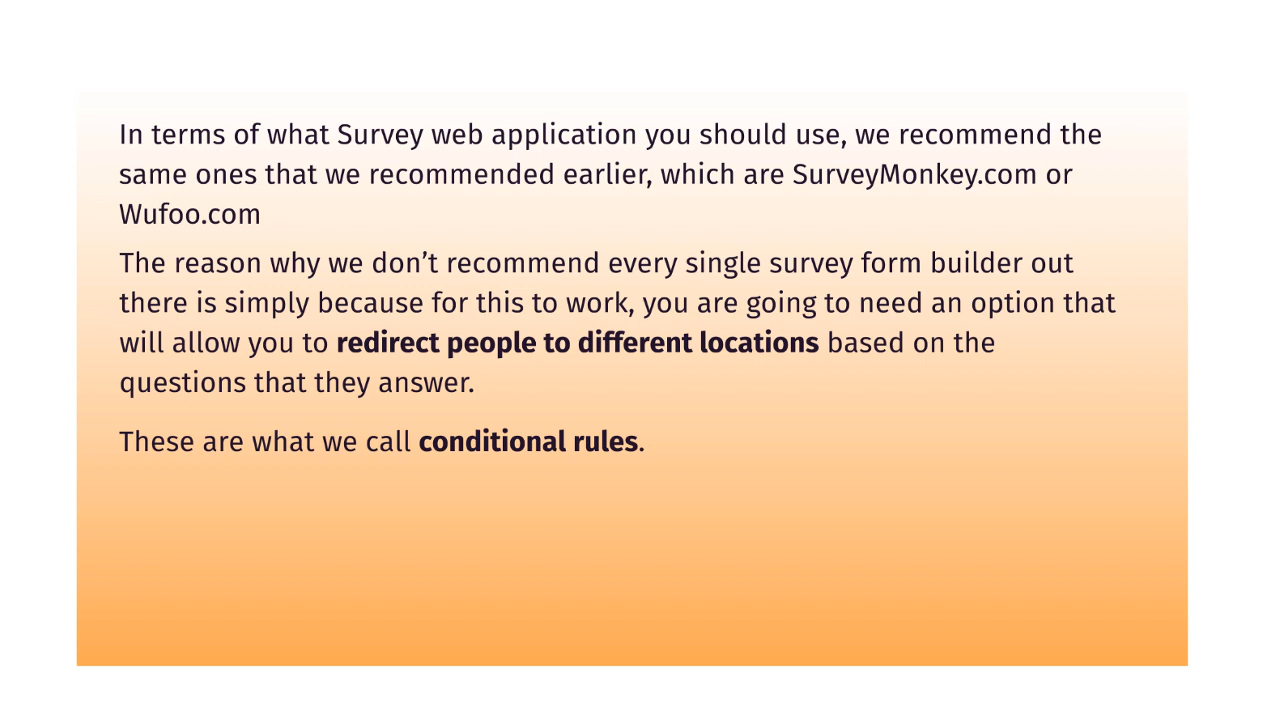 In terms of what Survey web application you should use, we recommend the
same ones that we recommended earlier, which are SurveyMonkey.com or
Wufoo.com
The reason why we don’t recommend every single survey form builder out
there is simply because for this to work, you are going to need an option that
will allow you to redirect people to different locations based on the
questions that they answer.
These are what we call conditional rules.